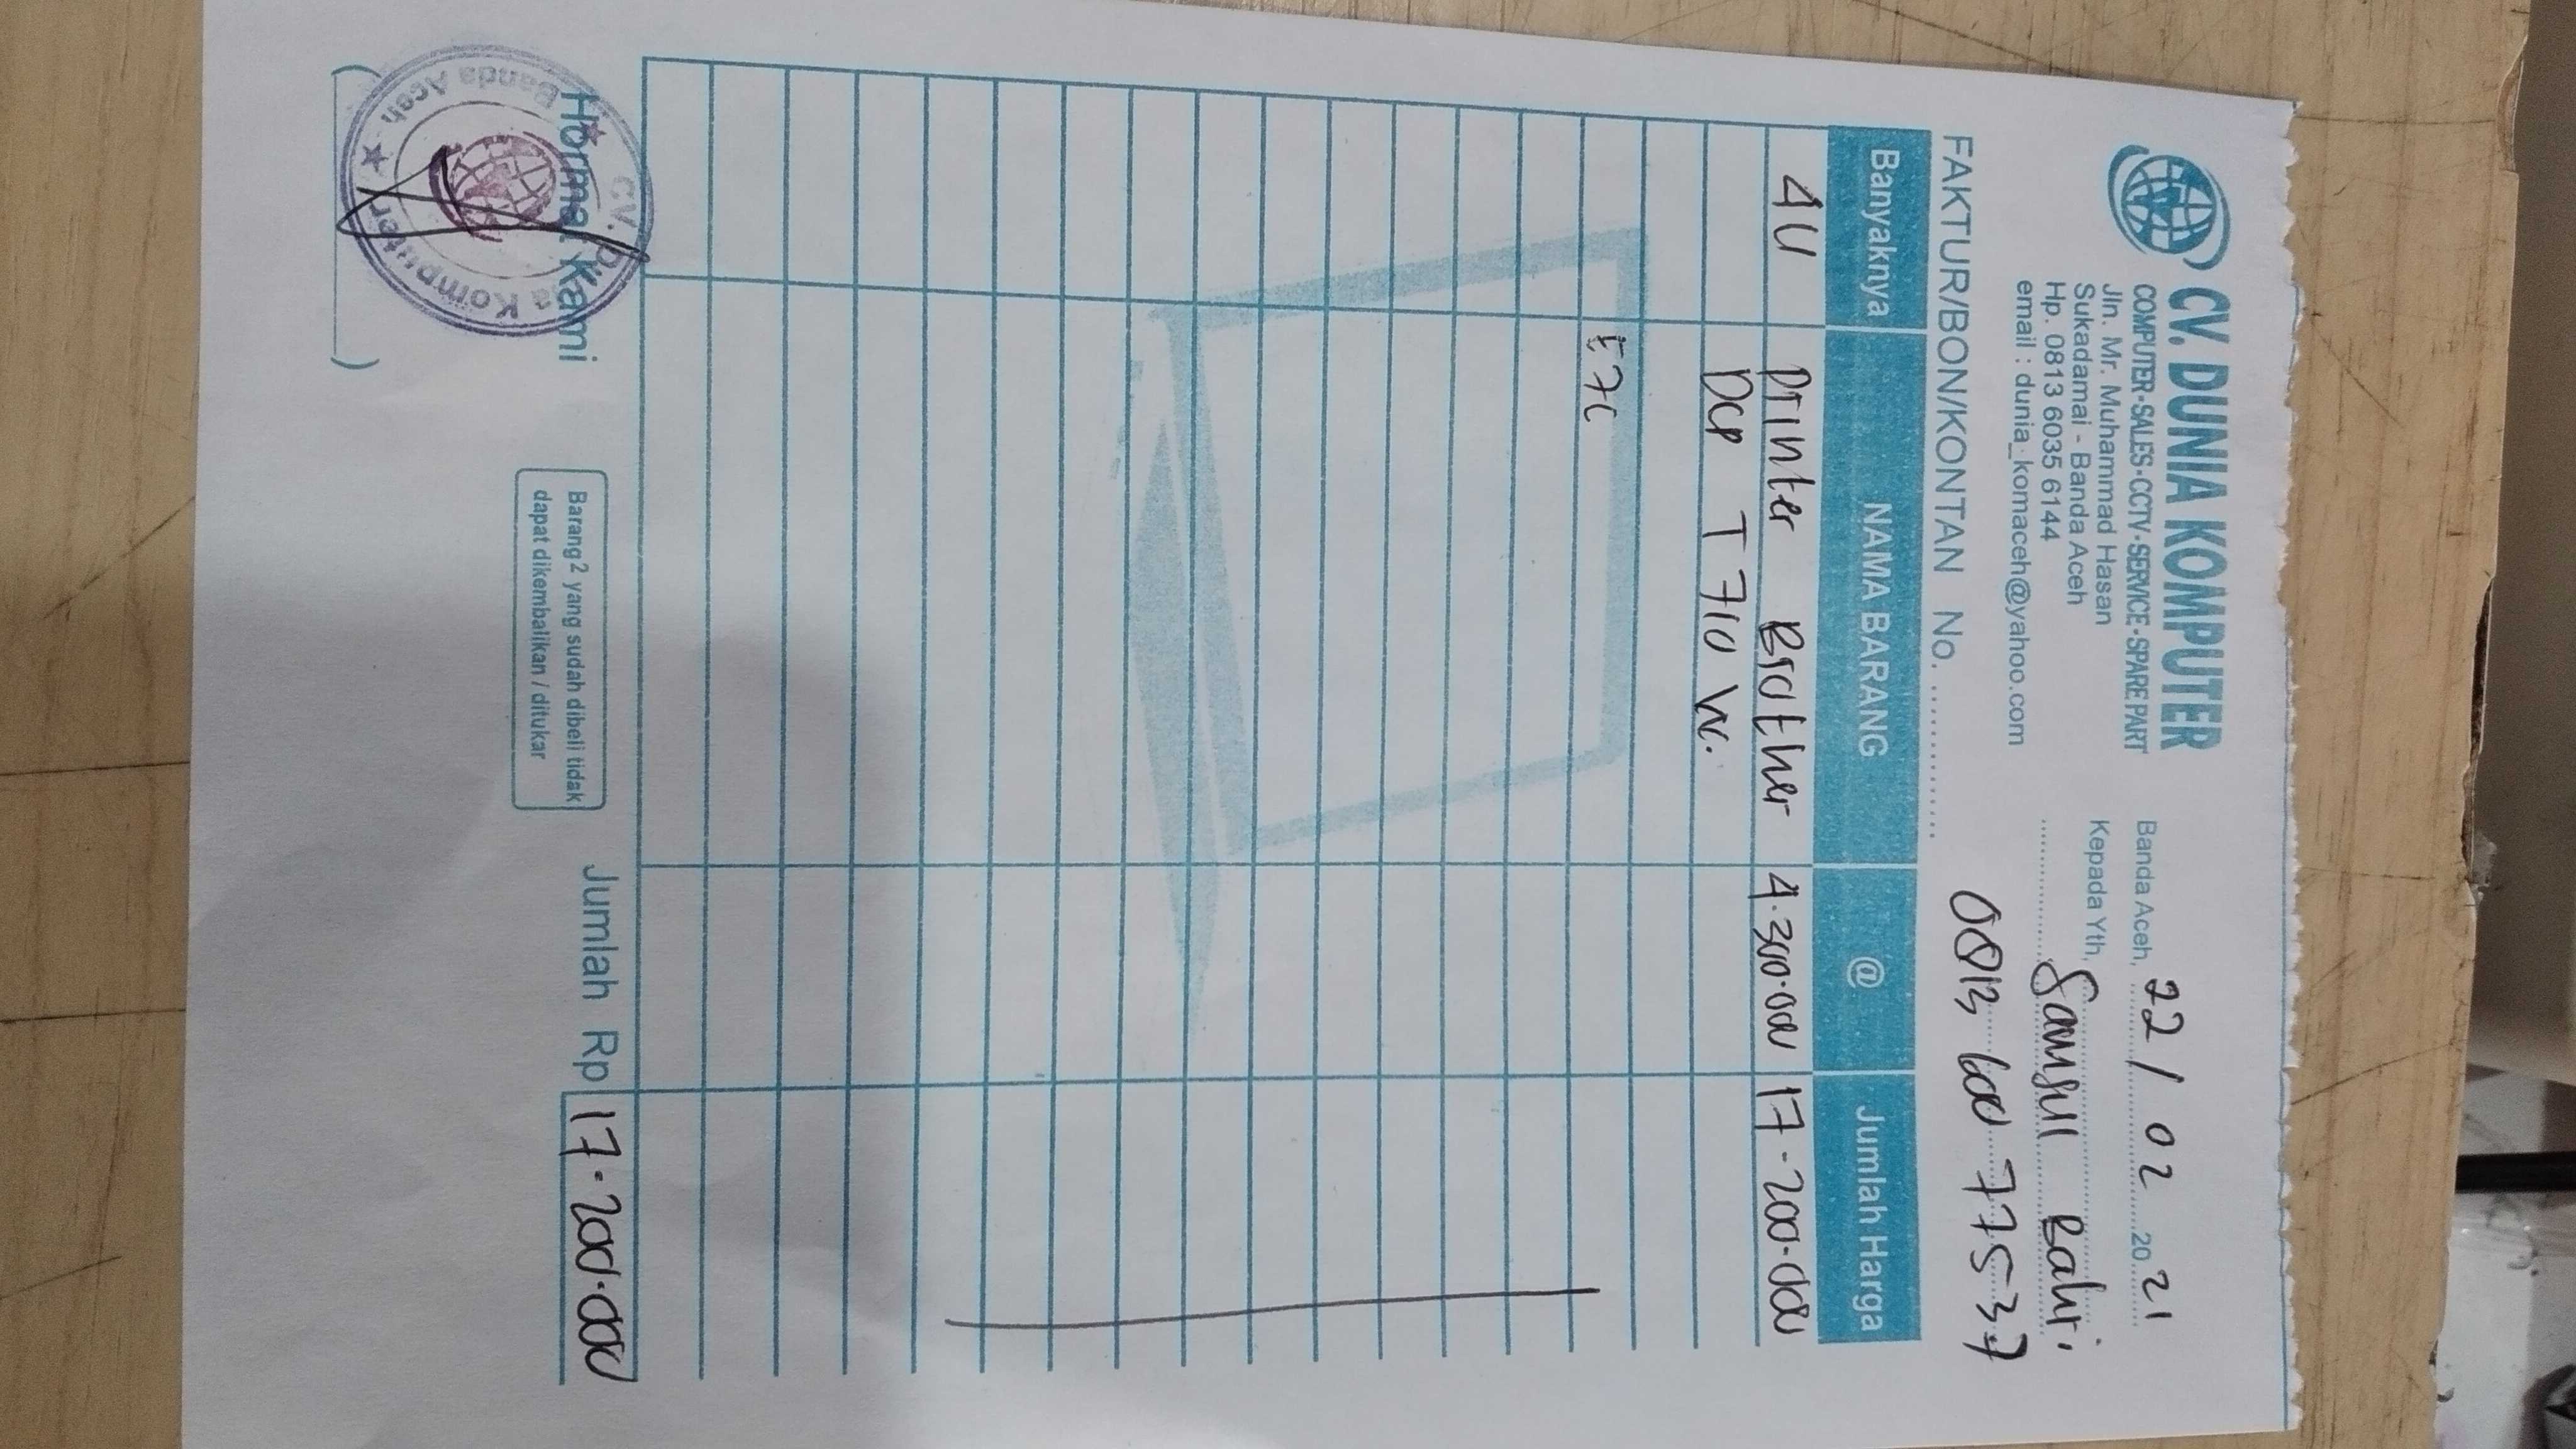 CV. DUNIA KOMPUTER
COMPUTER-SALES-CCTV-SERVICE-SPARE PART
Jln. Mr. Muhammad Hasan
Sukadamai - Banda Aceh
Hp. 0813 6035 6144
email : dunia_komaceh@yahoo.com
Banda Aceh, 22/02 2021
Kepada Yth, Samsul Bahri
0813 600 77537
FAKTUR/BON/KONTAN No.
Banyaknya NAMA BARANG @ Jumlah Harga
4U Printer Brother 4.300.000 17.200.000
DCP T 710 W.
Jumlah Rp 17.200.000
Hormat Kami
Barang2 yang sudah dibeli tidak
dapat dikembalikan / ditukar
Komputer
Banda Aceh
( )